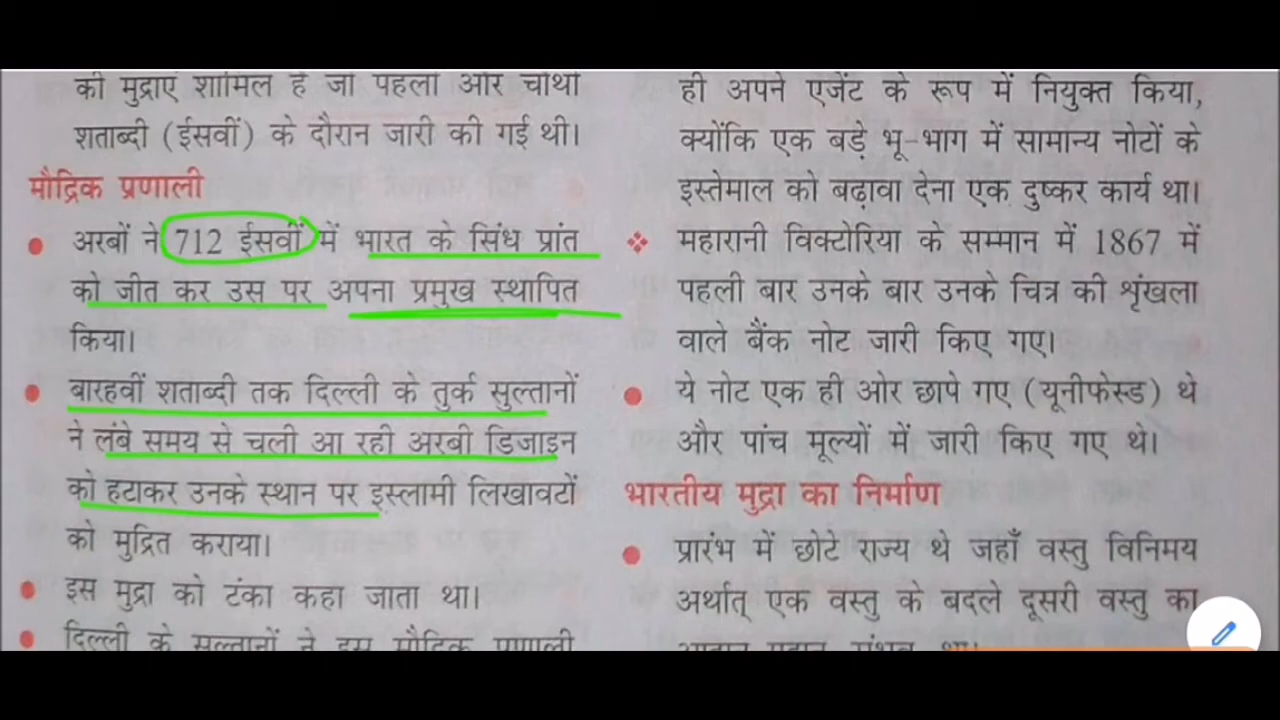 की मुद्राएं शामिल हैं जो पहली और चौथी
शताब्दी (ईसवीं) के दौरान जारी की गई थी।
मौद्रिक प्रणाली
● अरबों ने 712 ईसवीं में भारत के सिंध प्रांत
को जीत कर उस पर अपना प्रमुख स्थापित
किया।
● बारहवीं शताब्दी तक दिल्ली के तुर्क सुल्तानों
ने लंबे समय से चली आ रही अरबी डिजाइन
को हटाकर उनके स्थान पर इस्लामी लिखावटों
को मुद्रित कराया।
● इस मुद्रा को टंका कहा जाता था।
● दिल्ली के सुल्तानों ने इस मौद्रिक प्रणाली
ही अपने एजेंट के रूप में नियुक्त किया,
क्योंकि एक बड़े भू-भाग में सामान्य नोटों के
इस्तेमाल को बढ़ावा देना एक दुष्कर कार्य था।
❖ महारानी विक्टोरिया के सम्मान में 1867 में
पहली बार उनके बार उनके चित्र की शृंखला
वाले बैंक नोट जारी किए गए।
● ये नोट एक ही ओर छापे गए (यूनीफेस्ड) थे
और पांच मूल्यों में जारी किए गए थे।
भारतीय मुद्रा का निर्माण
● प्रारंभ में छोटे राज्य थे जहाँ वस्तु विनिमय
अर्थात् एक वस्तु के बदले दूसरी वस्तु का